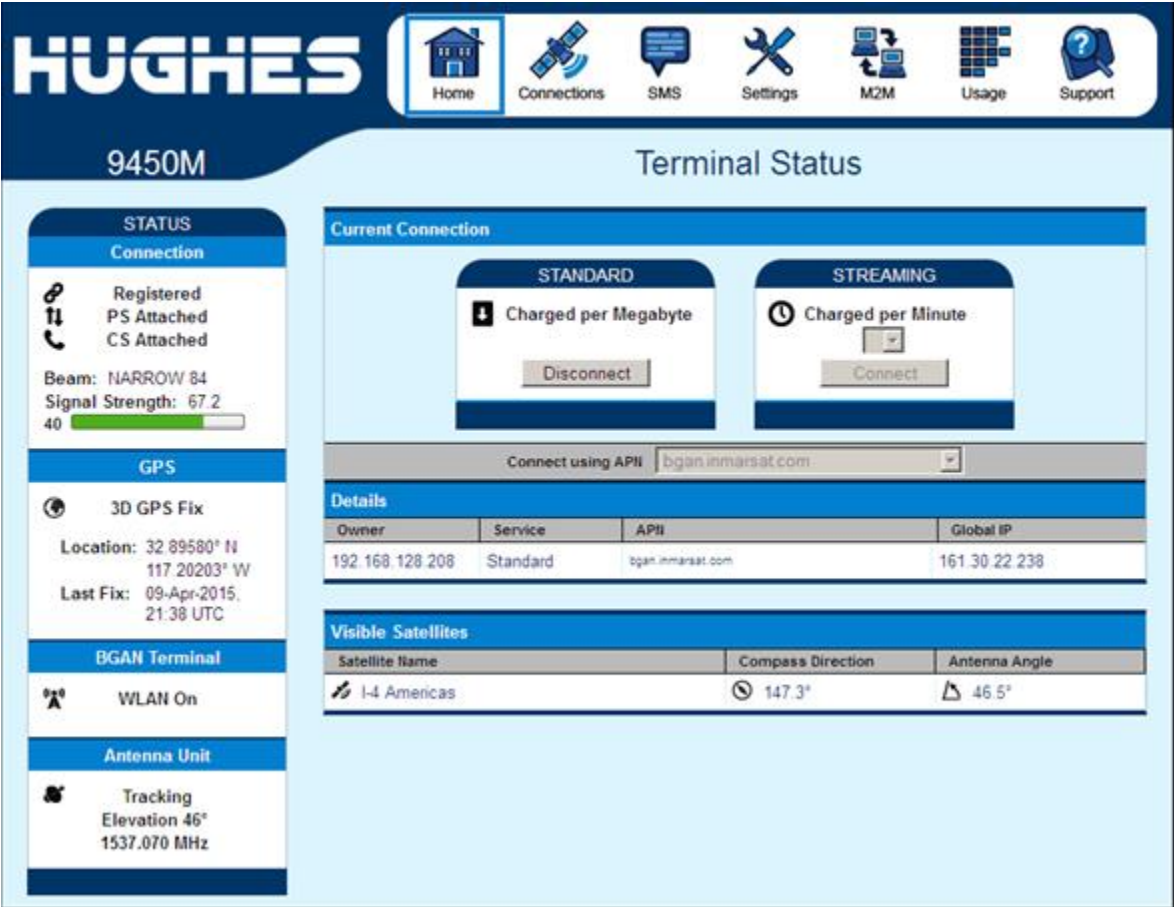 HUGHES
Home
Connections
SMS
Settings
M2M
Usage
Support
9450M
Terminal Status
STATUS
Connection
Registered
PS Attached
CS Attached
Beam: NARROW 84
Signal Strength: 67.2
40
GPS
3D GPS Fix
Location: 32.89580° N
117.20203° W
Last Fix: 09-Apr-2015,
21:38 UTC
BGAN Terminal
WLAN On
Antenna Unit
Tracking
Elevation 46°
1537.070 MHz
Current Connection
STANDARD
Charged per Megabyte
Disconnect
STREAMING
Charged per Minute
Connect
Connect using APN bgan.inmarsat.com
Details
Owner Service APN Global IP
192.168.128.208 Standard bgan.inmarsat.com 161.30.22.238
Visible Satellites
Satellite Name Compass Direction Antenna Angle
I-4 Americas 147.3° 46.5°